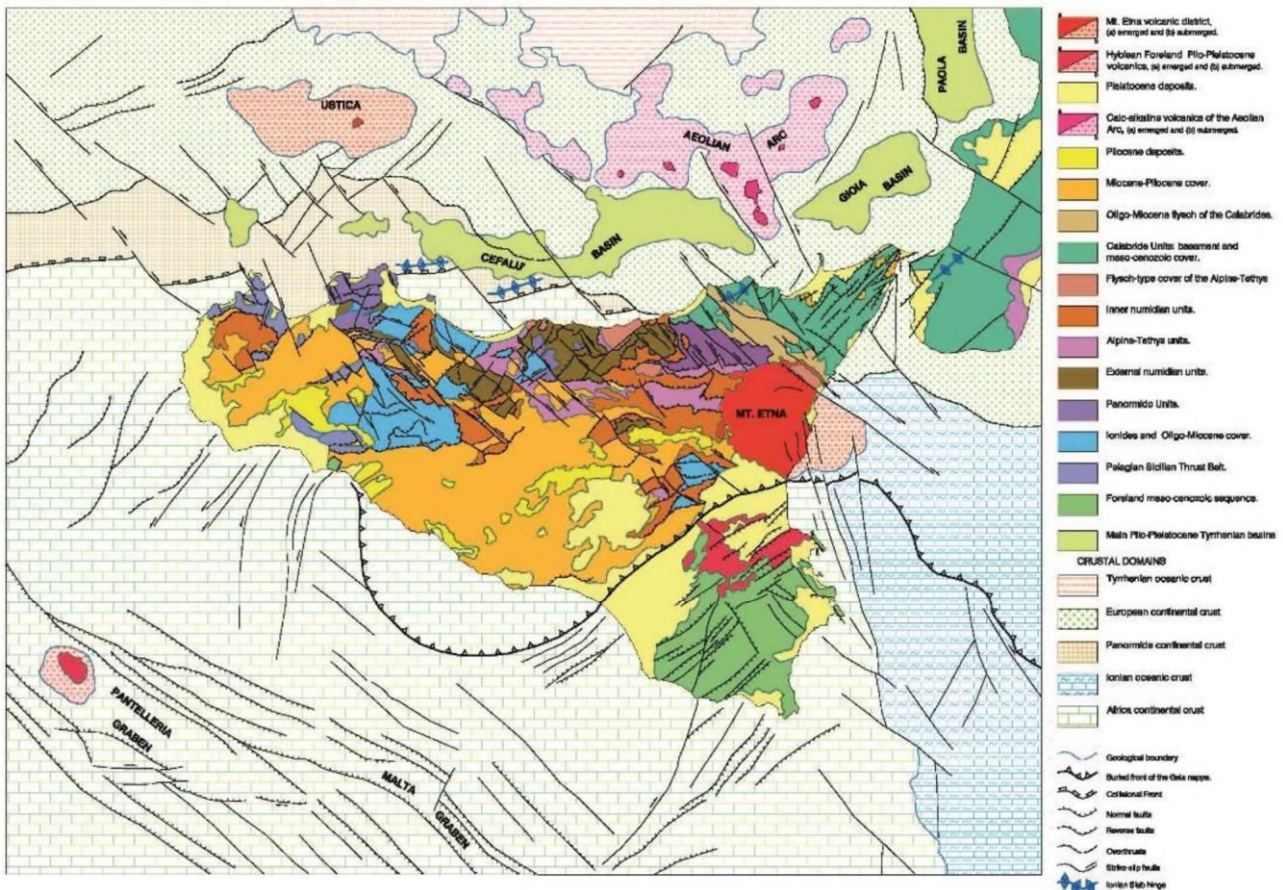 USTICA
AEOLIAN
ARC
PAOLA
BASIN
GIOIA
BASIN
CEFALU'
BASIN
MT. ETNA
PANTELLERIA
GRABEN
MALTA
GRABEN
Mt. Etna volcanic district,
(a) emerged and (b) submerged.
Hyblean Foreland Plio-Pleistocene
volcanics, (a) emerged and (b) submerged.
Pleistocene deposits.
Calc-alkaline volcanics of the Aeolian
Arc, (a) emerged and (b) submerged.
Pliocene deposits.
Miocene-Pliocene cover.
Oligo-Miocene flysch of the Calabrides.
Calabride Units: basement and
meso-cenozoic cover.
Flysch-type cover of the Alpine-Tethys
Inner numidian units.
Alpine-Tethys units.
External numidian units.
Panormide Units.
Ionides and Oligo-Miocene cover.
Pelagian Sicilian Thrust Belt.
Foreland meso-cenozoic sequence.
Main Plio-Pleistocene Tyrrhenian basins
CRUSTAL DOMAINS
Tyrrhenian oceanic crust
European continental crust
Panormide continental crust
Ionian oceanic crust
Africa continental crust
Geological boundary
Buried front of the Gela nappe.
Collisional Front
Normal faults
Reverse faults
Overthrusts
Strike-slip faults
Ionian Slab hinge